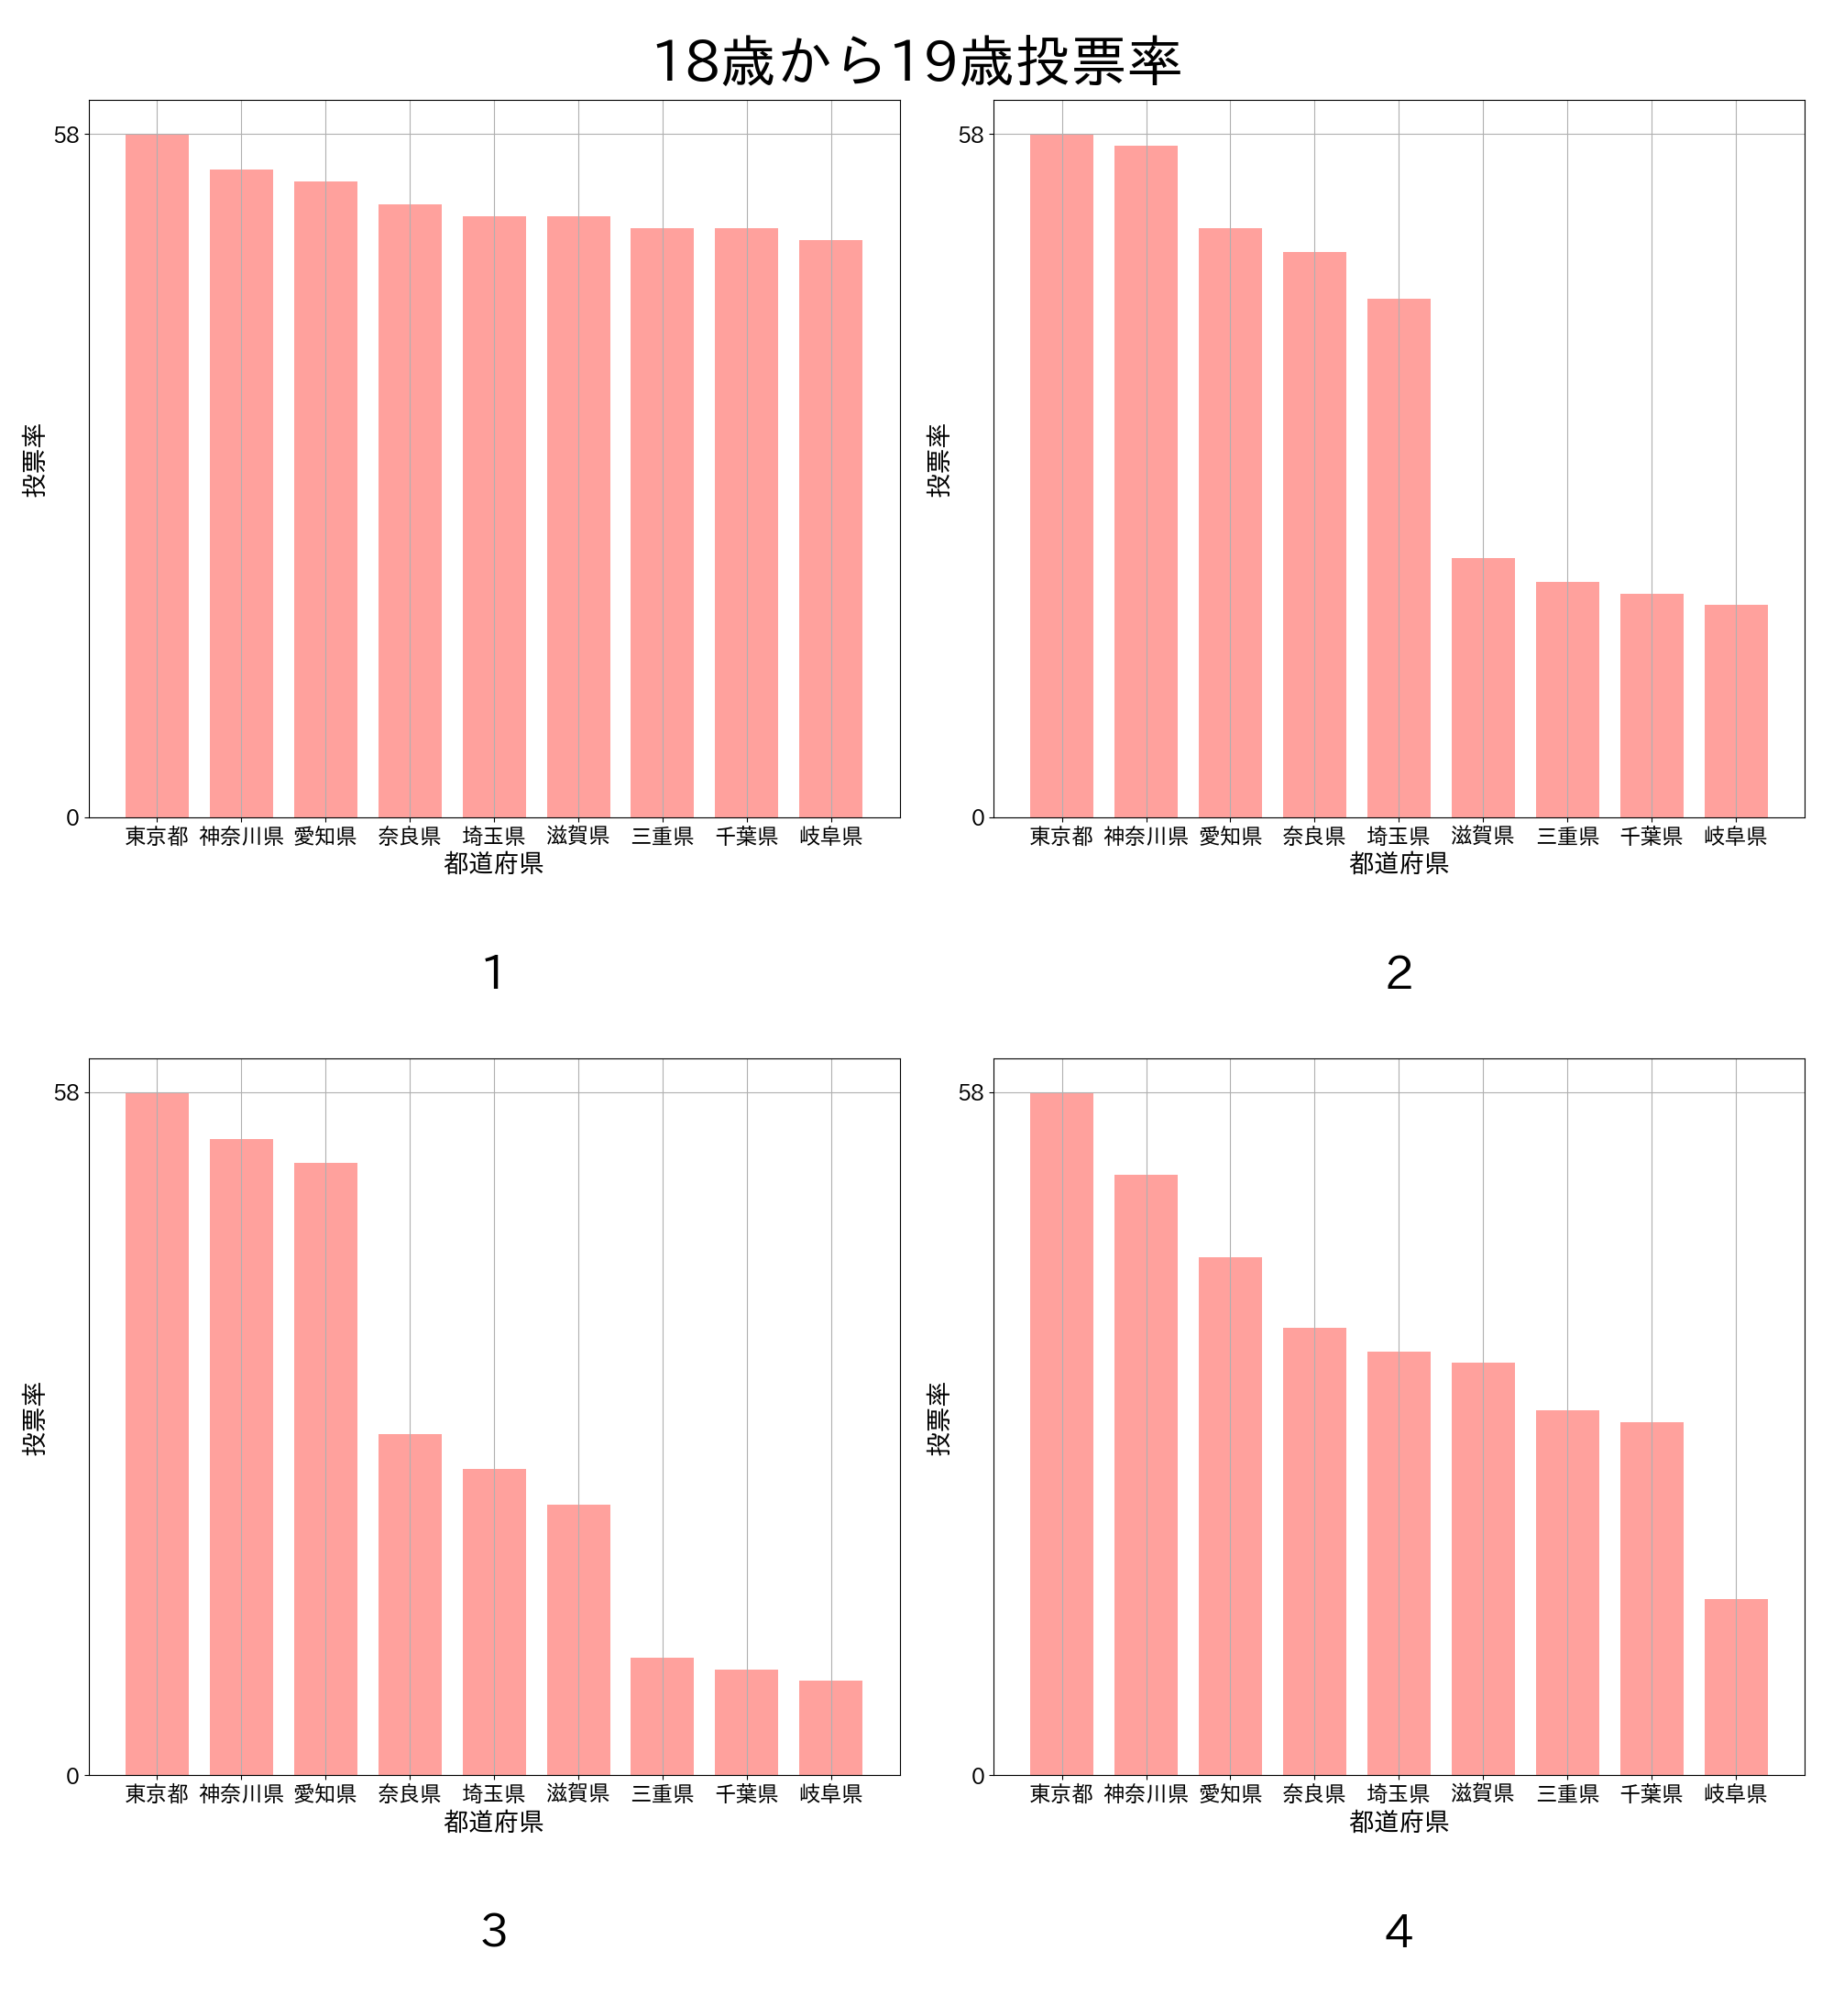 18歳から19歳投票率
58
0
投票率
東京都 神奈川県 愛知県 奈良県 埼玉県 滋賀県 三重県 千葉県 岐阜県
都道府県
1
58
0
投票率
東京都 神奈川県 愛知県 奈良県 埼玉県 滋賀県 三重県 千葉県 岐阜県
都道府県
2
58
0
投票率
東京都 神奈川県 愛知県 奈良県 埼玉県 滋賀県 三重県 千葉県 岐阜県
都道府県
3
58
0
投票率
東京都 神奈川県 愛知県 奈良県 埼玉県 滋賀県 三重県 千葉県 岐阜県
都道府県
4